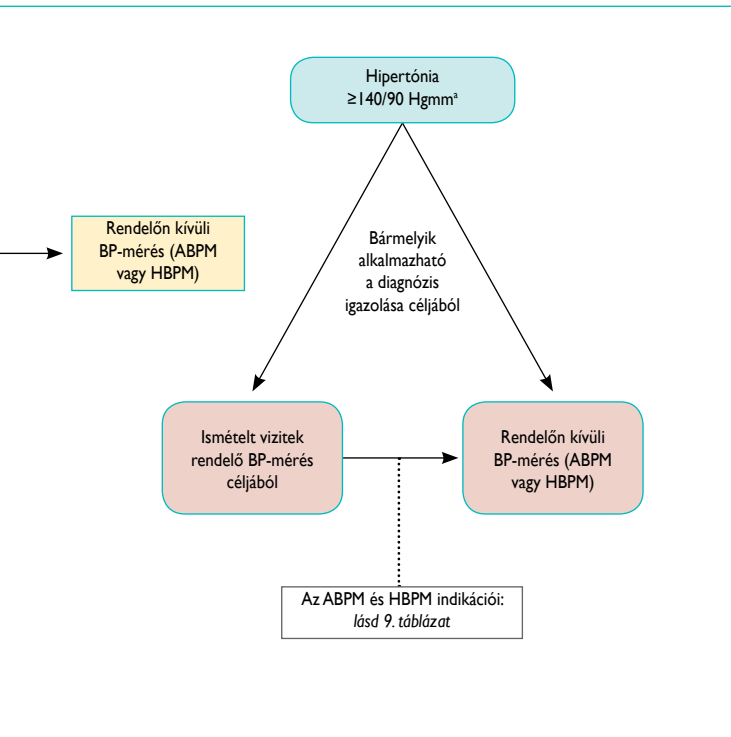 Hipertónia
≥140/90 Hgmmª
Rendelőn kívüli
BP-mérés (ABPM
vagy HBPM)
Bármelyik
alkalmazható
a diagnózis
igazolása céljából
Ismételt vizitek
rendelő BP-mérés
céljából
Rendelőn kívüli
BP-mérés (ABPM
vagy HBPM)
Az ABPM és HBPM indikációi:
lásd 9. táblázat